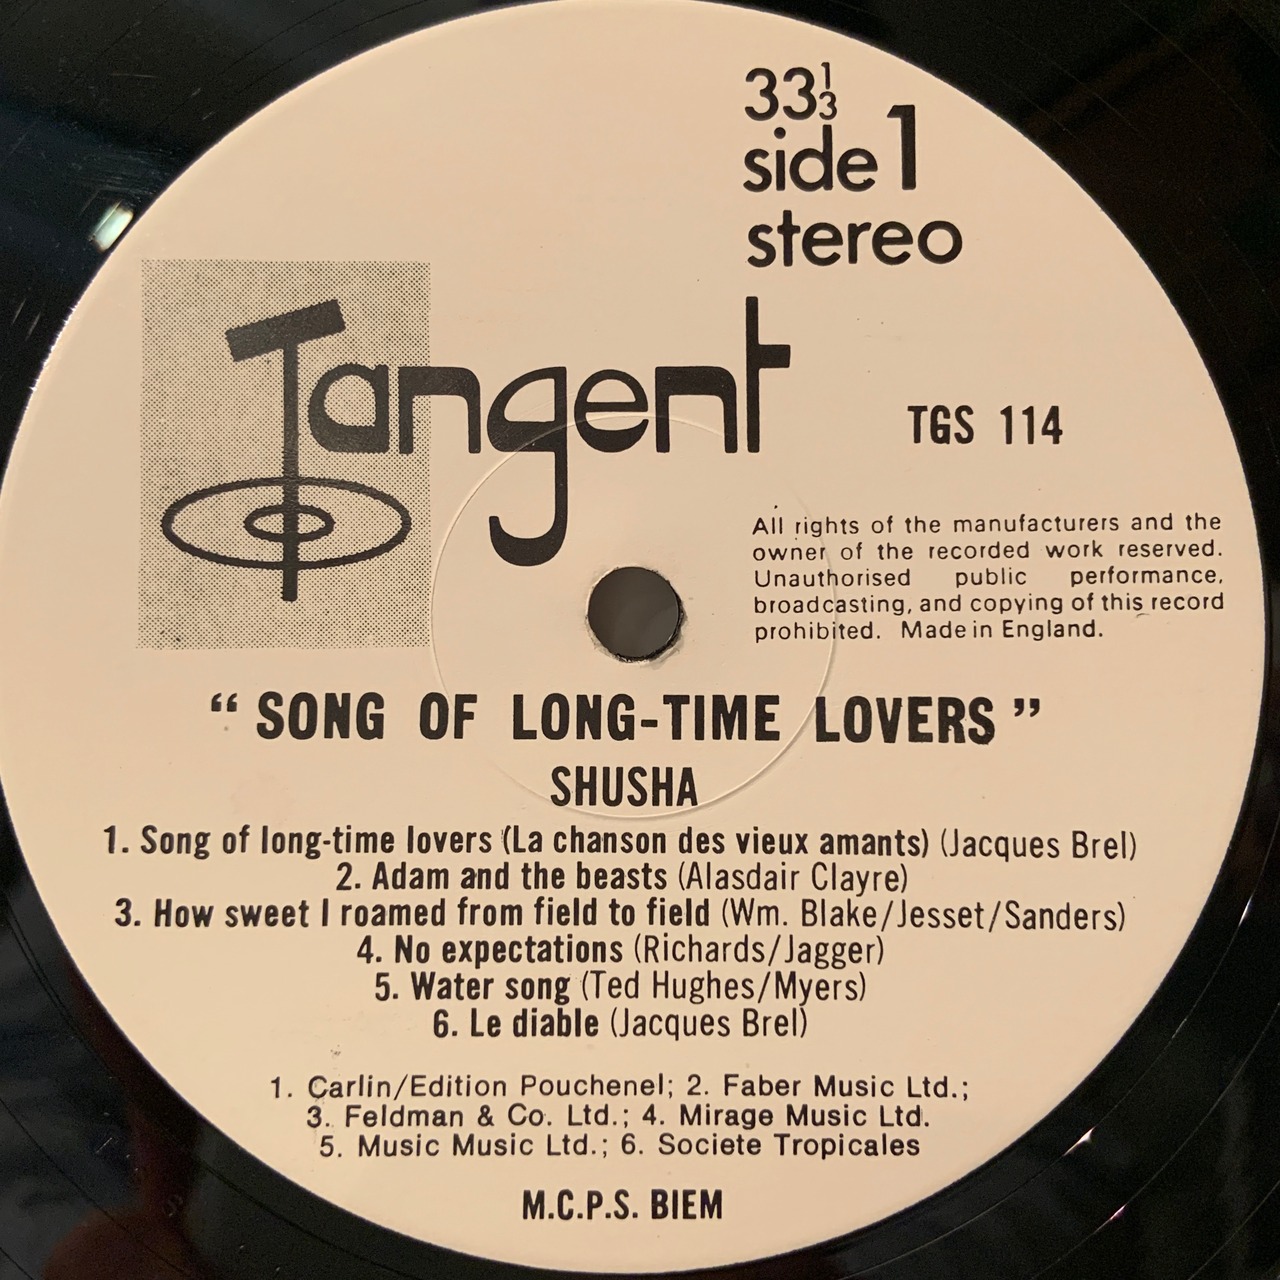 33⅓
side 1
stereo
Tangent
TGS 114
All rights of the manufacturers and the
owner of the recorded work reserved.
Unauthorised public performance,
broadcasting, and copying of this record
prohibited. Made in England.
“ SONG OF LONG-TIME LOVERS ”
SHUSHA
1. Song of long-time lovers (La chanson des vieux amants) (Jacques Brel)
2. Adam and the beasts (Alasdair Clayre)
3. How sweet I roamed from field to field (Wm. Blake/Jesset/Sanders)
4. No expectations (Richards/Jagger)
5. Water song (Ted Hughes/Myers)
6. Le diable (Jacques Brel)
1. Carlin/Edition Pouchenel; 2. Faber Music Ltd.;
3. Feldman & Co. Ltd.; 4. Mirage Music Ltd.
5. Music Music Ltd.; 6. Societe Tropicales
M.C.P.S. BIEM